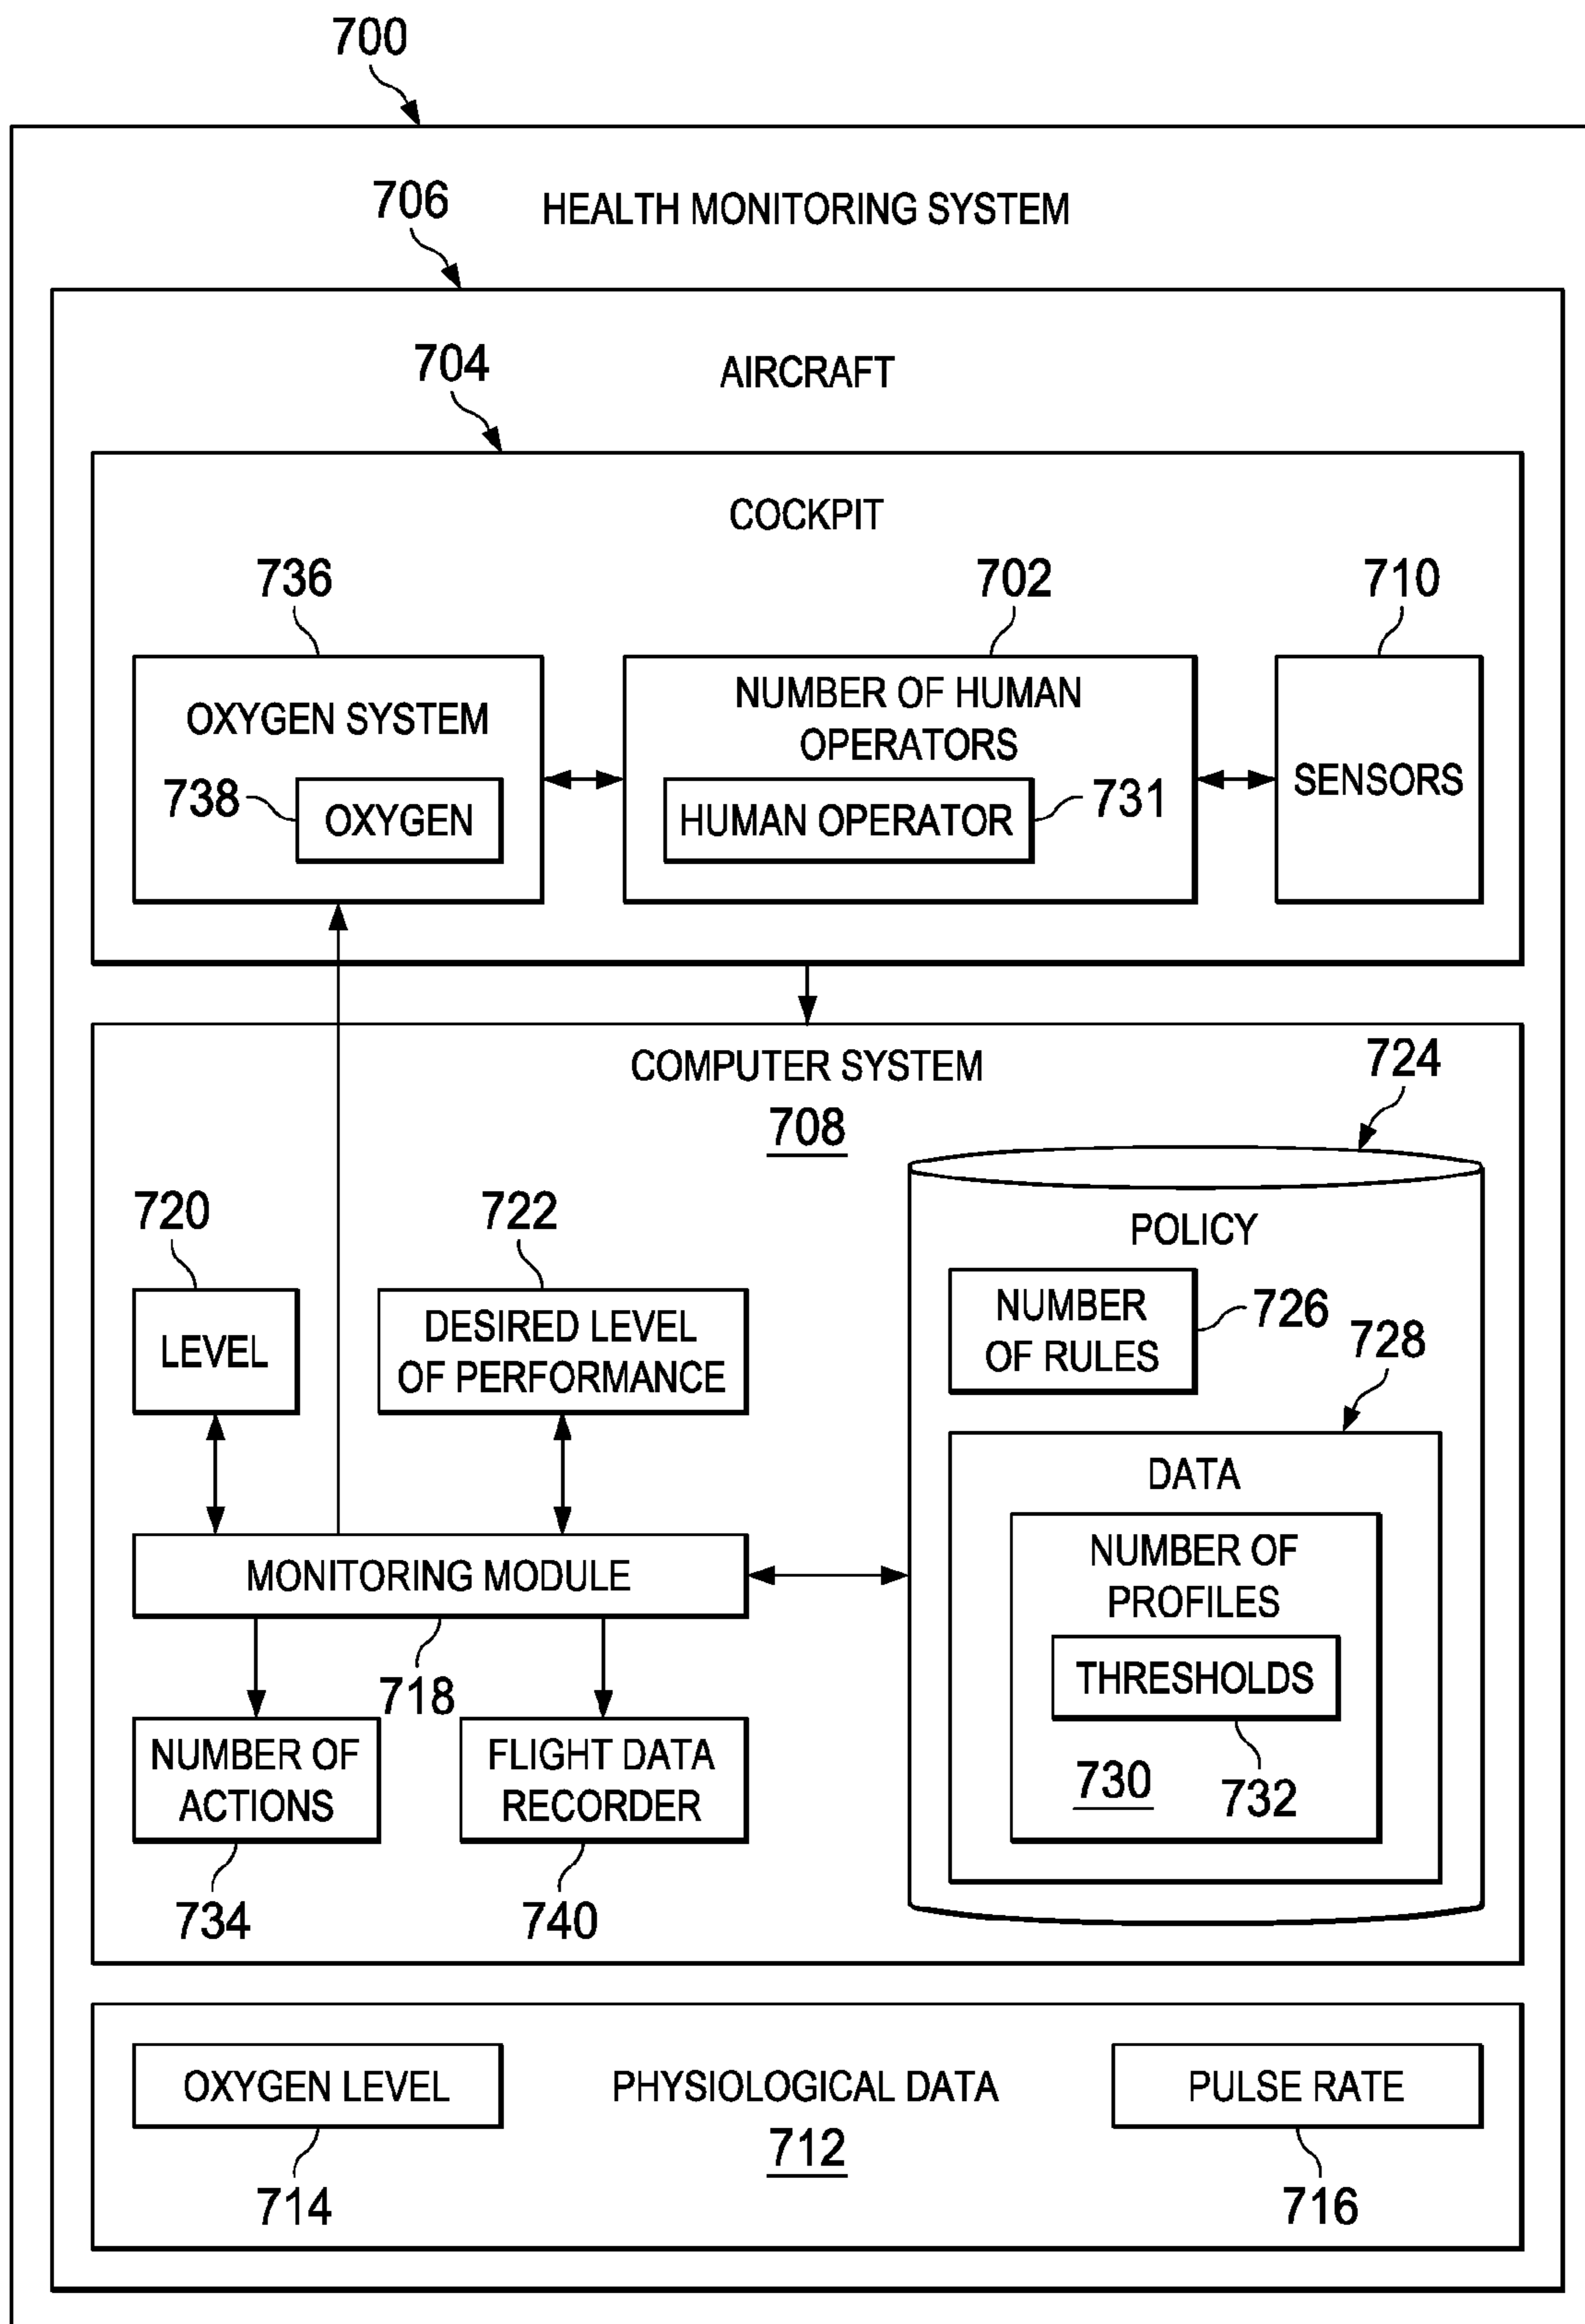 700
706
HEALTH MONITORING SYSTEM
704
AIRCRAFT
COCKPIT
736
702
710
OXYGEN SYSTEM
738
OXYGEN
NUMBER OF HUMAN
OPERATORS
HUMAN OPERATOR
731
SENSORS
COMPUTER SYSTEM
708
724
720
722
POLICY
LEVEL
DESIRED LEVEL
OF PERFORMANCE
NUMBER
OF RULES
726
728
DATA
MONITORING MODULE
NUMBER OF
PROFILES
718
THRESHOLDS
NUMBER OF
ACTIONS
FLIGHT DATA
RECORDER
730
732
734
740
OXYGEN LEVEL
PHYSIOLOGICAL DATA
PULSE RATE
712
714
716